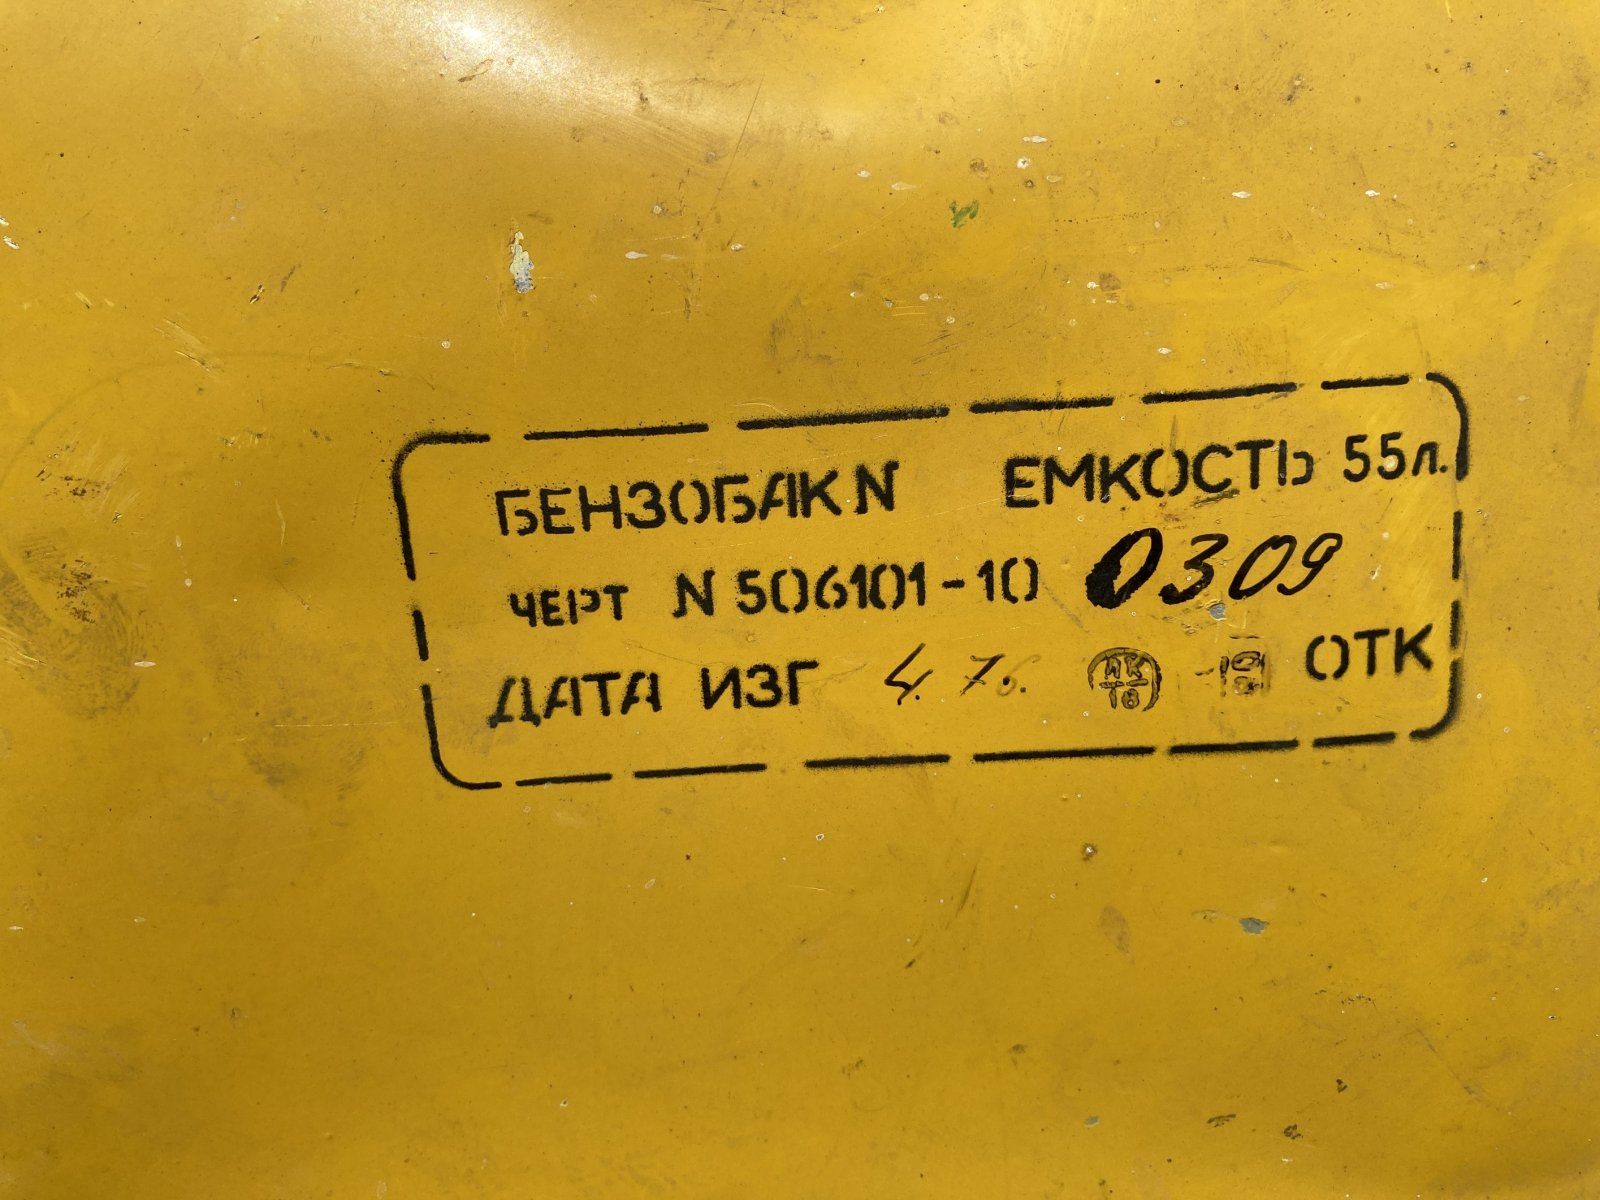 БЕНЗОБАК N ЕМКОСТЬ 55л.
ЧЕРТ N 506101-10 0309
ДАТА ИЗГ 4. 76. ОТК